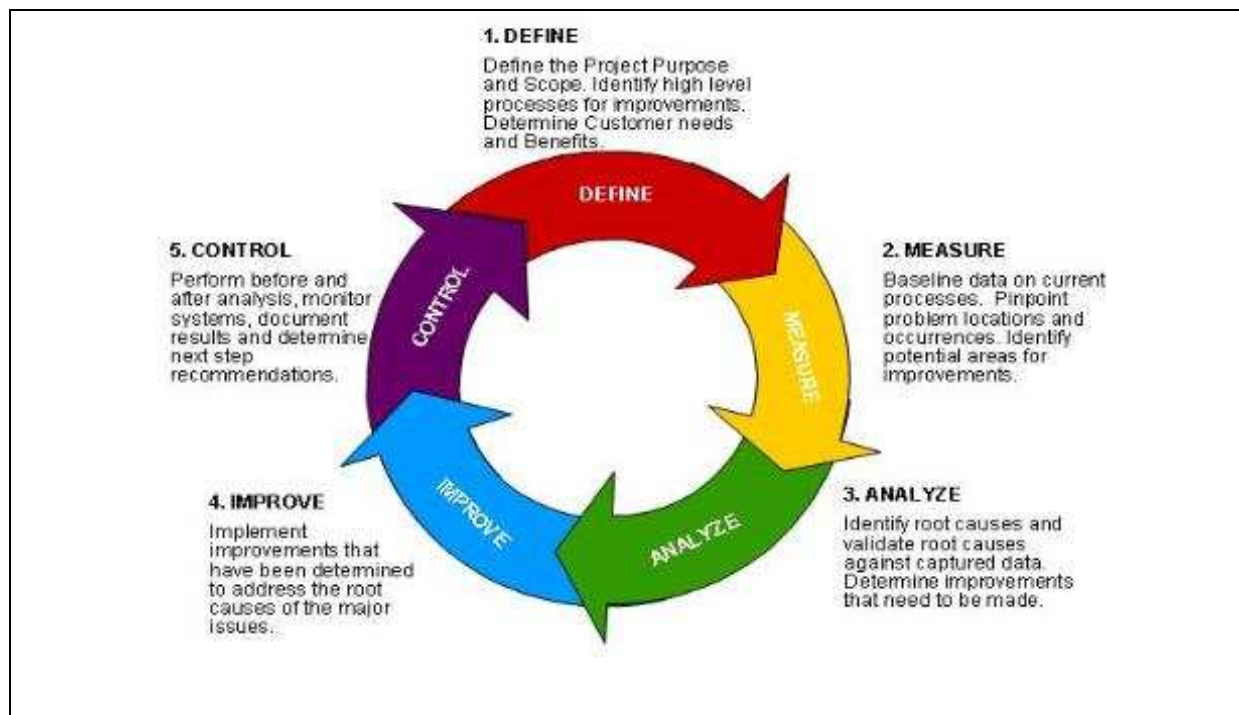 1. DEFINE
Define the Project Purpose
and Scope. Identify high level
processes for improvements.
Determine Customer needs
and Benefits.
DEFINE
2. MEASURE
Baseline data on current
processes. Pinpoint
problem locations and
occurrences. Identify
potential areas for
improvements.
MEASURE
3. ANALYZE
Identify root causes and
validate root causes
against captured data.
Determine improvements
that need to be made.
ANALYZE
4. IMPROVE
Implement
improvements that
have been determined
to address the root
causes of the major
issues.
IMPROVE
5. CONTROL
Perform before and
after analysis, monitor
systems, document
results and determine
next step
recommendations.
CONTROL